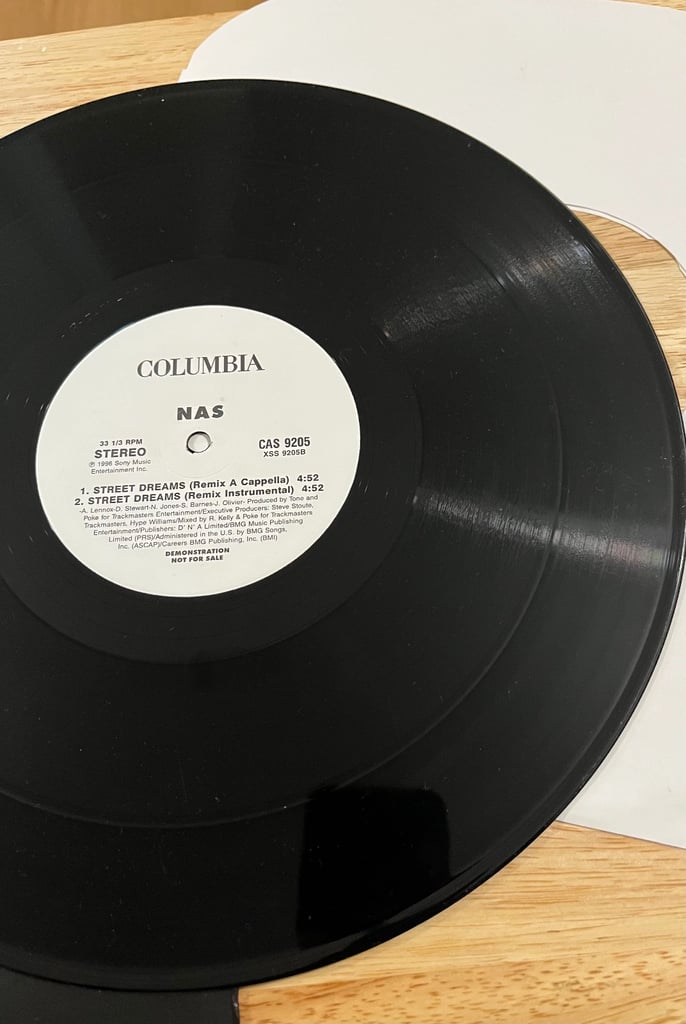 COLUMBIA
NAS
33 1/3 RPM
STEREO
℗ 1996 Sony Music
Entertainment Inc.
CAS 9205
XSS 9205B
1. STREET DREAMS (Remix A Cappella) 4:52
2. STREET DREAMS (Remix Instrumental) 4:52
-A. Lennox-D. Stewart-N. Jones-S. Barnes-J. Olivier- Produced by Tone and
Poke for Trackmasters Entertainment/Executive Producers: Steve Stoute,
Trackmasters, Hype Williams/Mixed by R. Kelly & Poke for Trackmasters
Entertainment/Publishers: D' N' A Limited/BMG Music Publishing
Limited (PRS)/Administered in the U.S. by BMG Songs,
Inc. (ASCAP)/Careers BMG Publishing, Inc. (BMI)
DEMONSTRATION
NOT FOR SALE